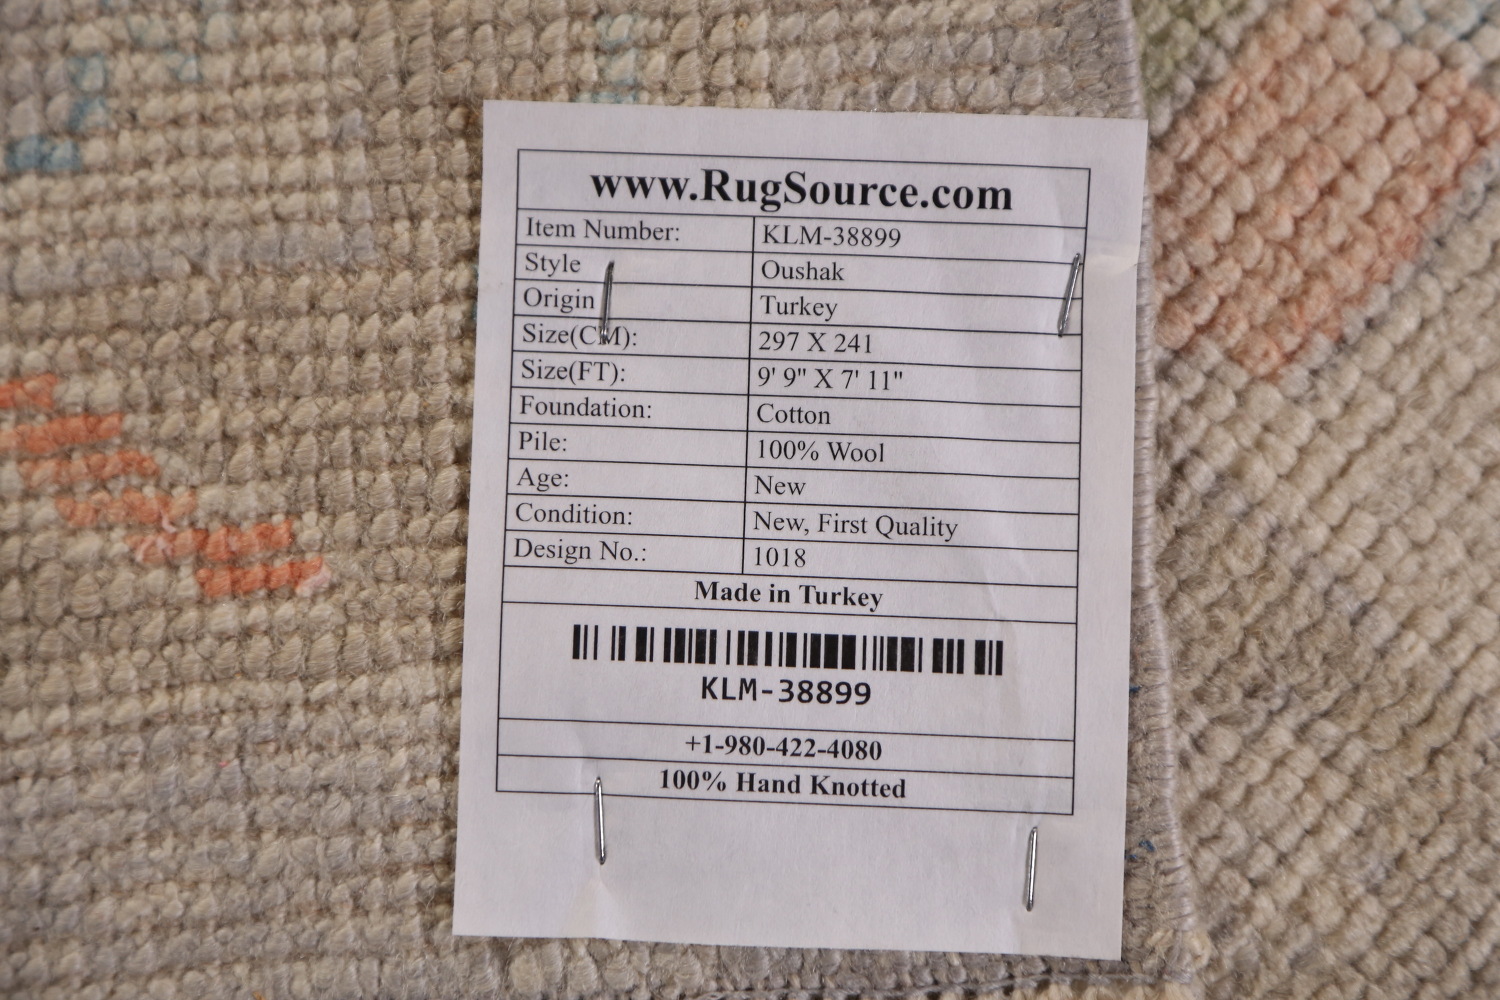 www.RugSource.com
Item Number: KLM-38899
Style Oushak
Origin Turkey
Size(CM): 297 X 241
Size(FT): 9' 9" X 7' 11"
Foundation: Cotton
Pile: 100% Wool
Age: New
Condition: New, First Quality
Design No.: 1018
Made in Turkey
KLM-38899
+1-980-422-4080
100% Hand Knotted